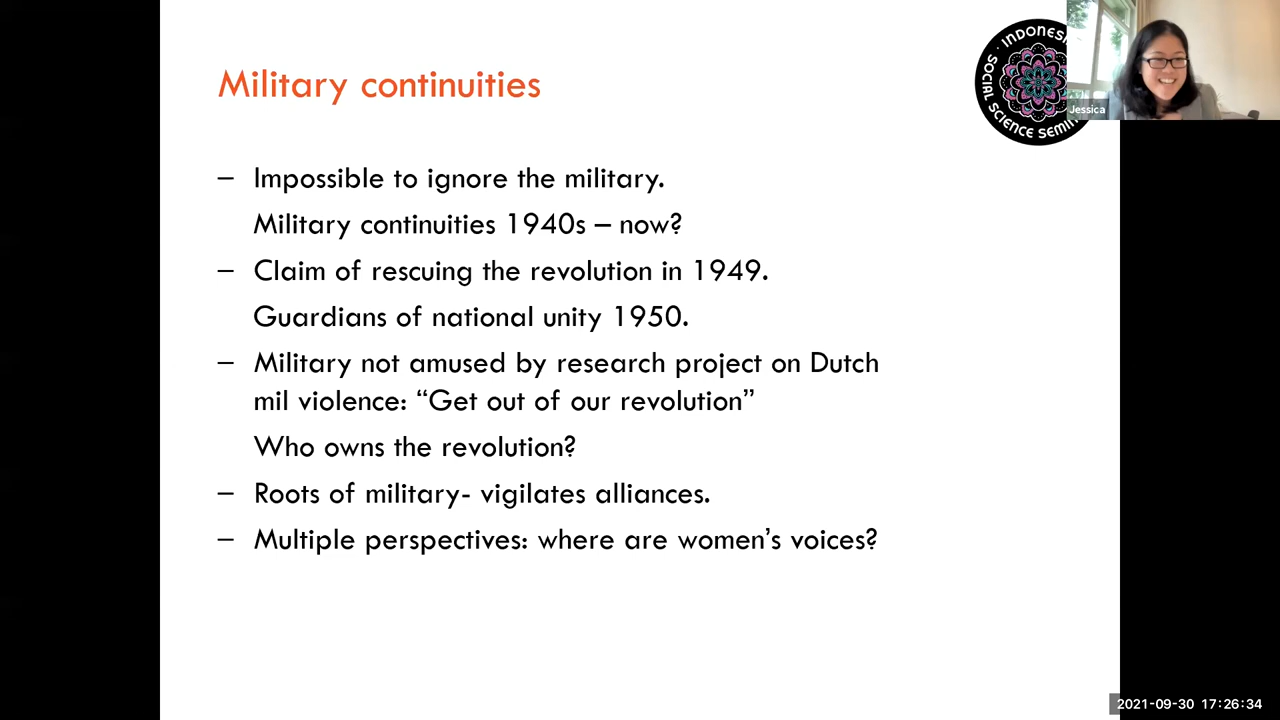 Military continuities
INDONESI
SOCIAL SCIENCE SEMIN
Jessica
– Impossible to ignore the military.
Military continuities 1940s – now?
– Claim of rescuing the revolution in 1949.
Guardians of national unity 1950.
– Military not amused by research project on Dutch
mil violence: “Get out of our revolution”
Who owns the revolution?
– Roots of military- vigilates alliances.
– Multiple perspectives: where are women’s voices?
2021-09-30 17:26:34